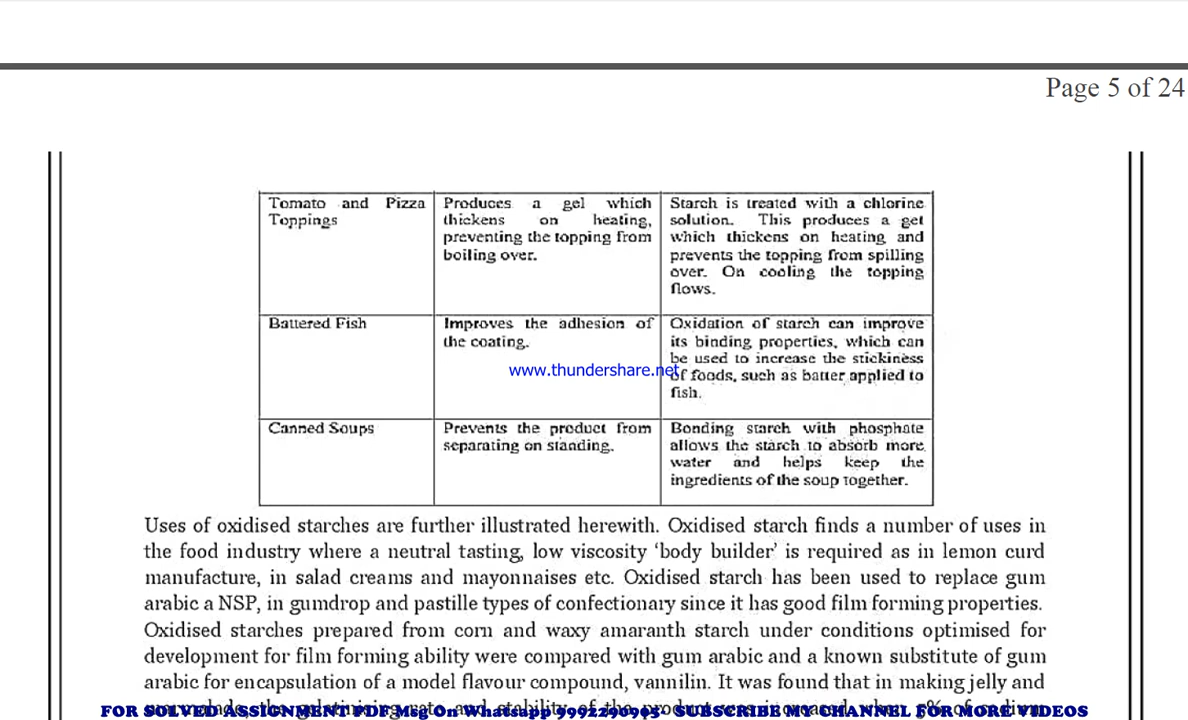 Page 5 of 24
Tomato and Pizza
Toppings
Produces a gel which
thickens on heating,
preventing the topping from
boiling over.
Starch is treated with a chlorine
solution. This produces a gel
which thickens on heating and
prevents the topping from spilling
over. On cooling the topping
flows.
Battered Fish
Improves the adhesion of
the coating.
Oxidation of starch can improve
its binding properties, which can
be used to increase the stickiness
of foods, such as batter applied to
fish.
www.thundershare.net
Canned Soups
Prevents the product from
separating on standing.
Bonding starch with phosphate
allows the starch to absorb more
water and helps keep the
ingredients of the soup together.
Uses of oxidised starches are further illustrated herewith. Oxidised starch finds a number of uses in
the food industry where a neutral tasting, low viscosity ‘body builder’ is required as in lemon curd
manufacture, in salad creams and mayonnaises etc. Oxidised starch has been used to replace gum
arabic a NSP, in gumdrop and pastille types of confectionary since it has good film forming properties.
Oxidised starches prepared from corn and waxy amaranth starch under conditions optimised for
development for film forming ability were compared with gum arabic and a known substitute of gum
arabic for encapsulation of a model flavour compound, vannilin. It was found that in making jelly and
FOR SOLVED ASSIGNMENT PDF Msg On Whatsapp 9992290905- SUBSCRIBE MY CHANNEL FOR MORE VIDEOS